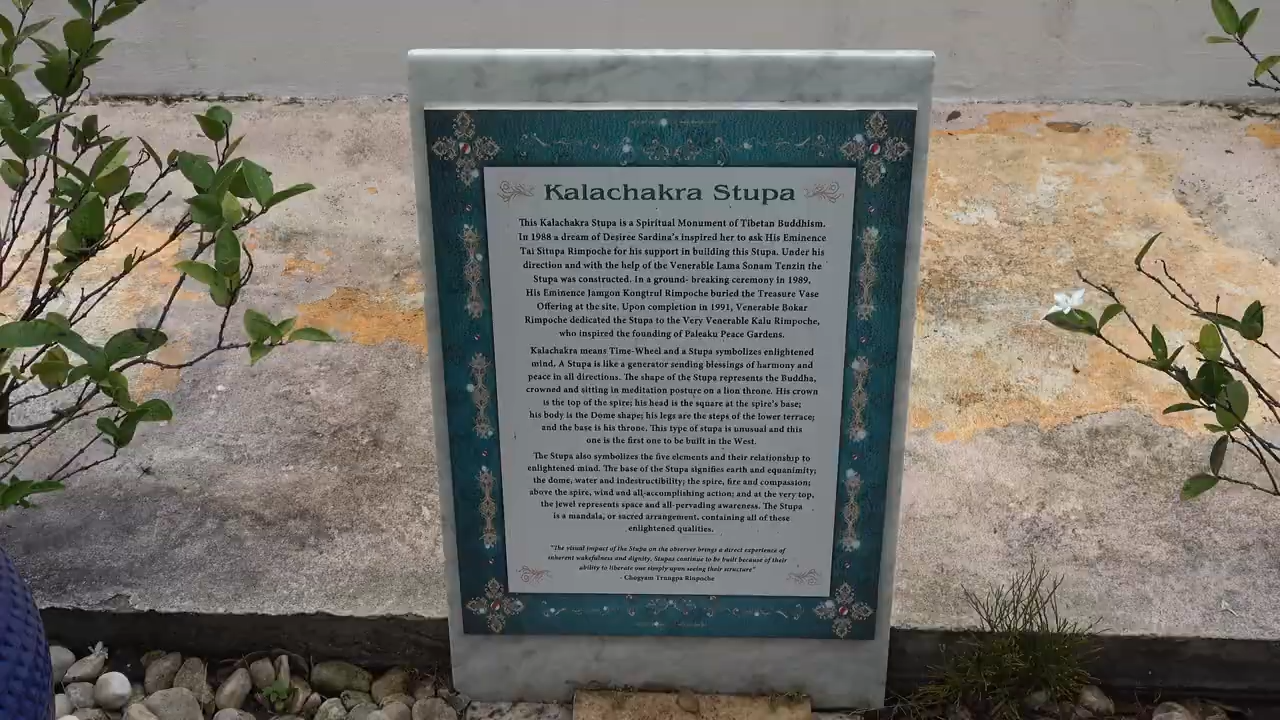 Kalachakra Stupa
This Kalachakra Stupa is a Spiritual Monument of Tibetan Buddhism.
In 1988 a dream of Desiree Sardina's inspired her to ask His Eminence
Tai Situpa Rimpoche for his support in building this Stupa. Under his
direction and with the help of the Venerable Lama Sonam Tenzin the
Stupa was constructed. In a ground- breaking ceremony in 1989,
His Eminence Jamgon Kongtrul Rimpoche buried the Treasure Vase
Offering at the site. Upon completion in 1991, Venerable Bokar
Rimpoche dedicated the Stupa to the Very Venerable Kalu Rimpoche,
who inspired the founding of Paleaku Peace Gardens.
Kalachakra means Time-Wheel and a Stupa symbolizes enlightened
mind. A Stupa is like a generator sending blessings of harmony and
peace in all directions. The shape of the Stupa represents the Buddha,
crowned and sitting in meditation posture on a lion throne. His crown
is the top of the spire; his head is the square at the spire's base;
his body is the Dome shape; his legs are the steps of the lower terrace;
and the base is his throne. This type of stupa is unusual and this
one is the first one to be built in the West.
The Stupa also symbolizes the five elements and their relationship to
enlightened mind. The base of the Stupa signifies earth and equanimity;
the dome, water and indestructibility; the spire, fire and compassion;
above the spire, wind and all-accomplishing action; and at the very top,
the jewel represents space and all-pervading awareness. The Stupa
is a mandala, or sacred arrangement, containing all of these
enlightened qualities.
"The visual impact of the Stupa on the observer brings a direct experience of
inherent wakefulness and dignity. Stupas continue to be built because of their
ability to liberate one simply upon seeing their structure"
- Chogyam Trungpa Rinpoche